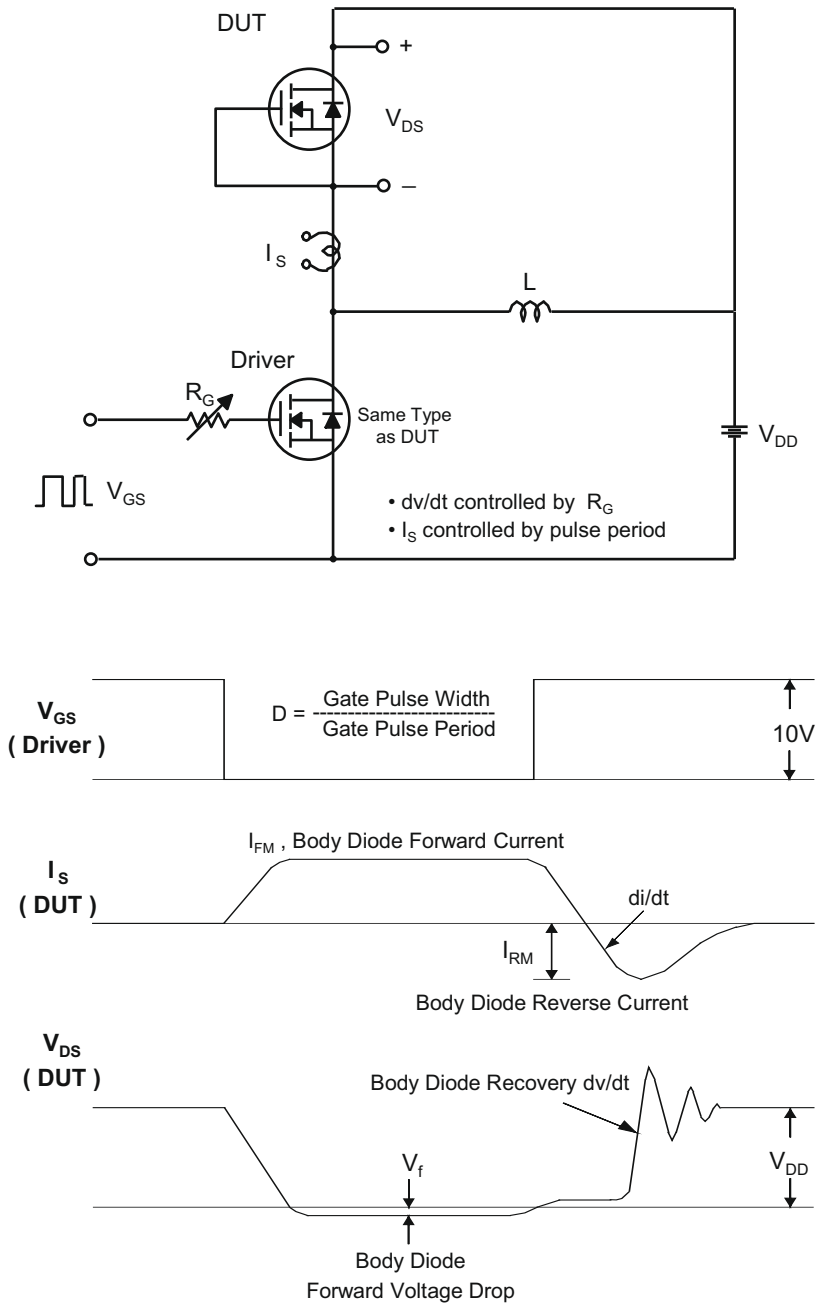 DUT
+
V_DS
–
I_S
L
Driver
R_G
Same Type
as DUT
V_DD
V_GS
• dv/dt controlled by R_G
• I_S controlled by pulse period
V_GS
( Driver )
D = Gate Pulse Width
Gate Pulse Period
10V
I_FM , Body Diode Forward Current
I_S
( DUT )
di/dt
I_RM
Body Diode Reverse Current
V_DS
( DUT )
Body Diode Recovery dv/dt
V_f
V_DD
Body Diode
Forward Voltage Drop